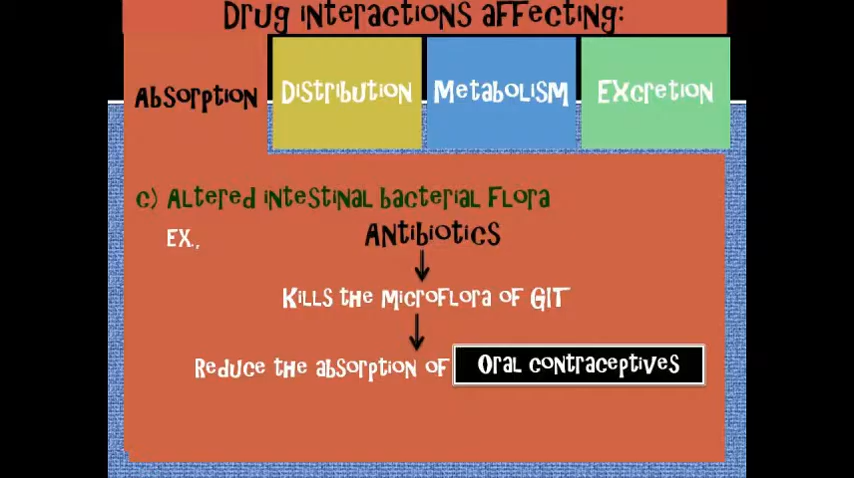 Drug interactions affecting:
Absorption
Distribution
Metabolism
Excretion
c) Altered intestinal bacterial flora
EX.,
Antibiotics
Kills the microflora of GIT
Reduce the absorption of Oral contraceptives